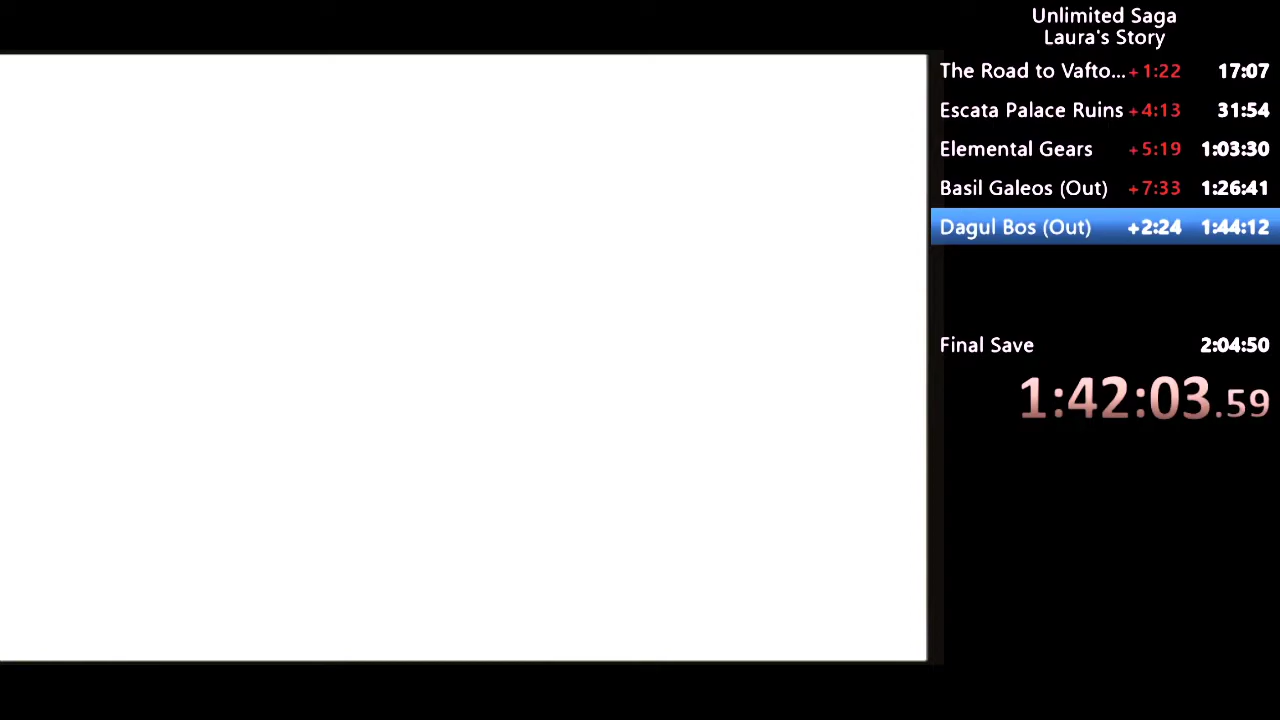 Unlimited Saga
Laura's Story
The Road to Vafto... +1:22 17:07
Escata Palace Ruins +4:13 31:54
Elemental Gears +5:19 1:03:30
Basil Galeos (Out) +7:33 1:26:41
Dagul Bos (Out) +2:24 1:44:12
Final Save 2:04:50
1:42:03.59